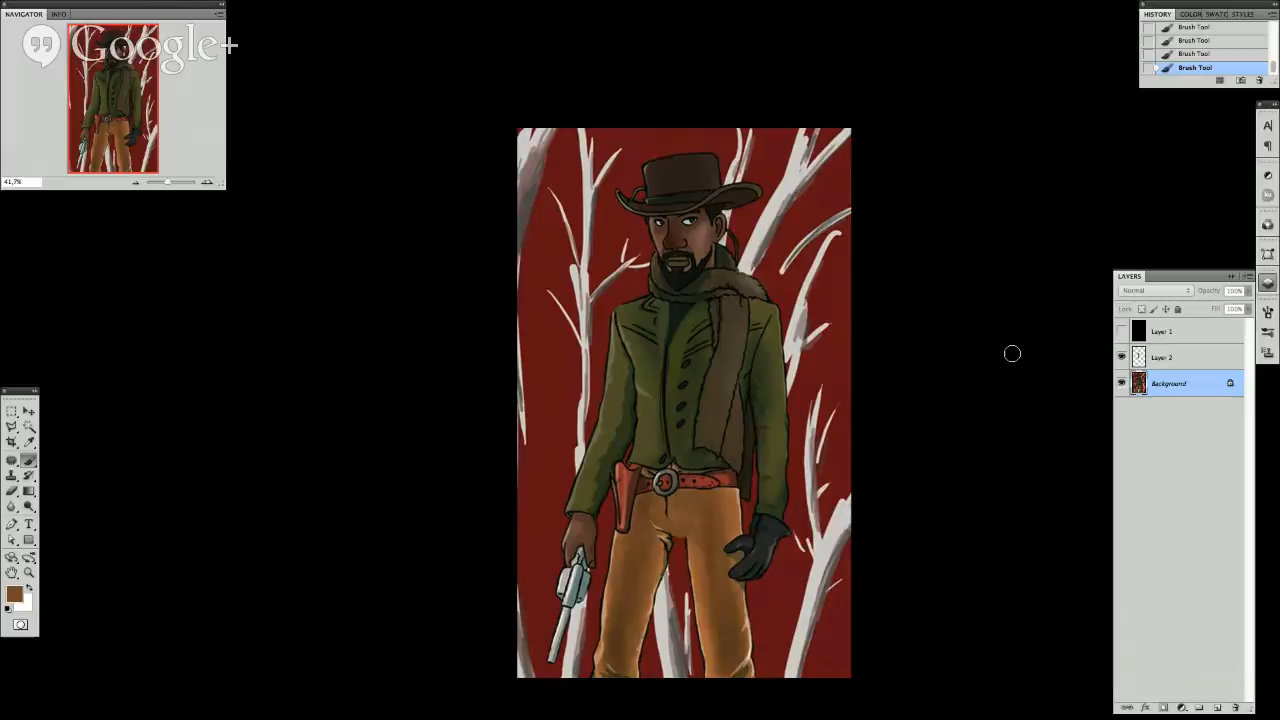 NAVIGATOR INFO
Google+
41,7%
HISTORY COLOR SWATC STYLES
Brush Tool
Brush Tool
Brush Tool
Brush Tool
LAYERS
Normal Opacity: 100%
Lock: Fill: 100%
Layer 1
Layer 2
Background